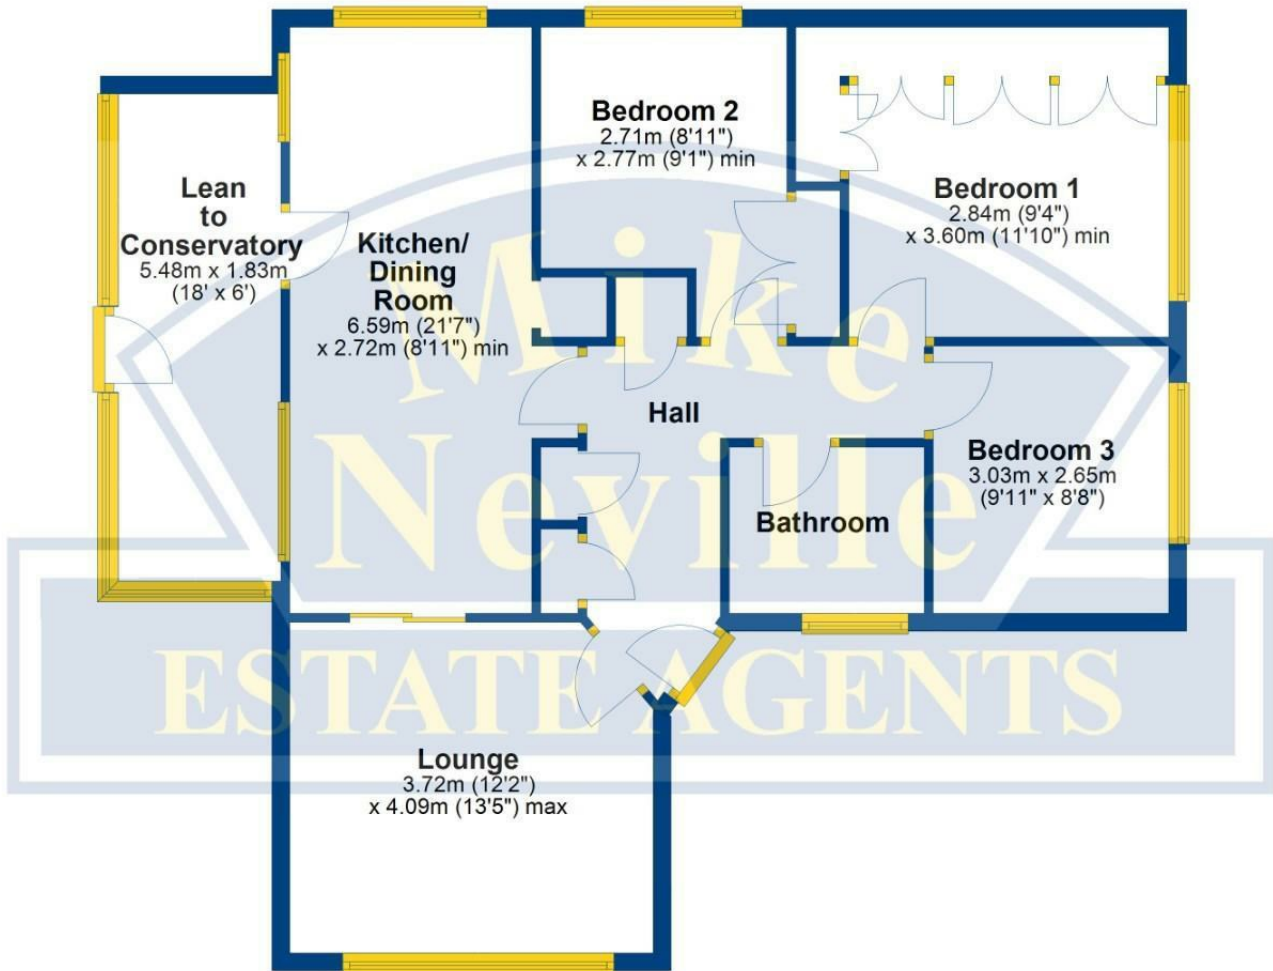 Bedroom 2
2.71m (8'11")
x 2.77m (9'1") min
Lean
to
Conservatory
5.48m x 1.83m
(18' x 6')
Kitchen/
Dining
Room
6.59m (21'7")
x 2.72m (8'11") min
Bedroom 1
2.84m (9'4")
x 3.60m (11'10") min
Hall
Bedroom 3
3.03m x 2.65m
(9'11" x 8'8")
Bathroom
Lounge
3.72m (12'2")
x 4.09m (13'5") max
Mike
Neville
ESTATE AGENTS